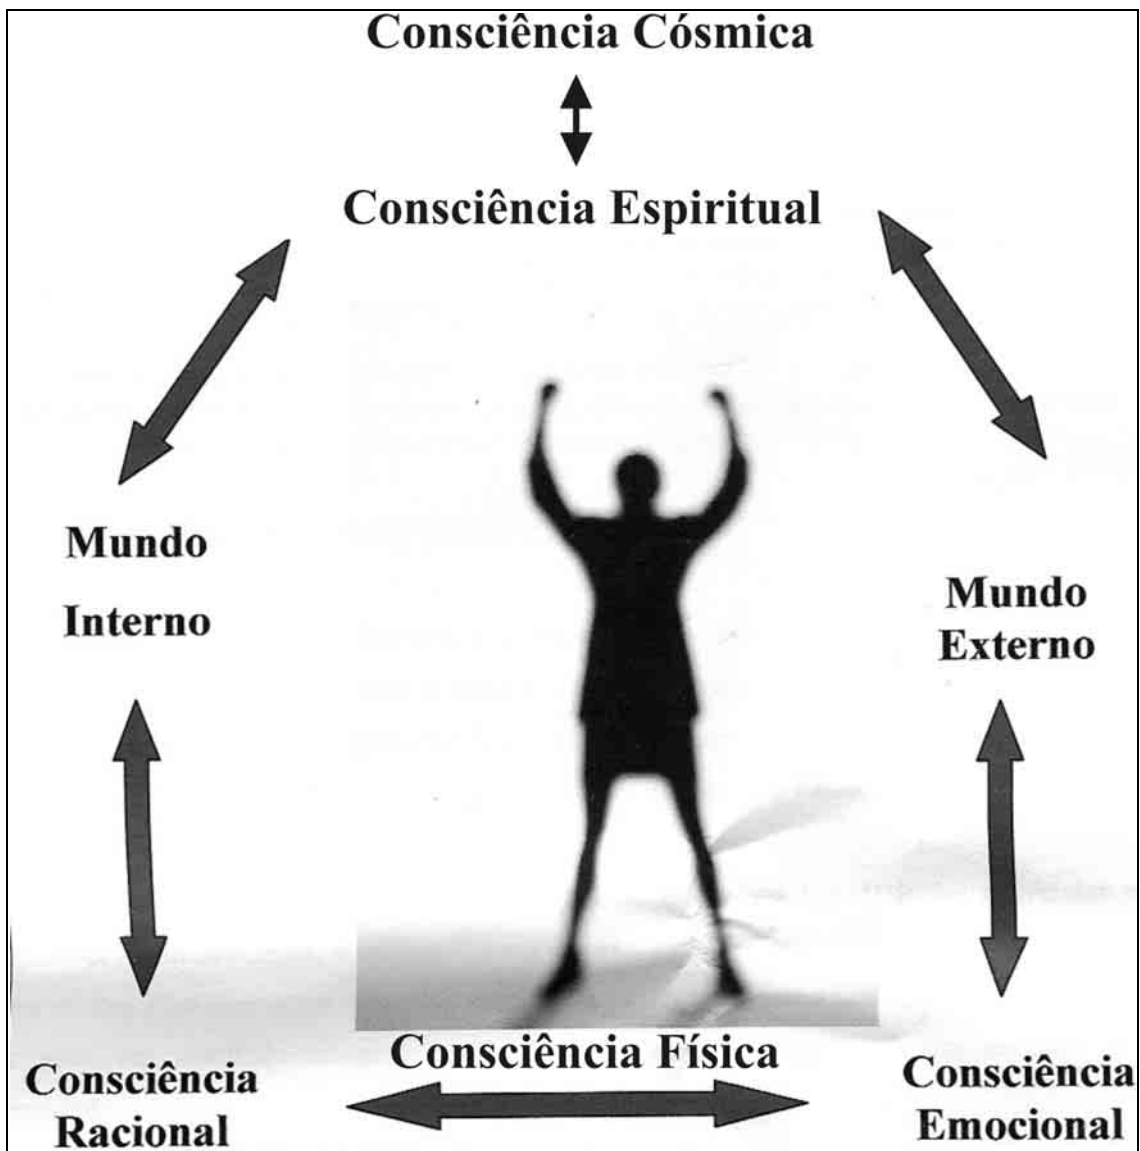 Consciência Cósmica
Consciência Espiritual
Mundo
Interno
Mundo
Externo
Consciência Física
Consciência
Racional
Consciência
Emocional